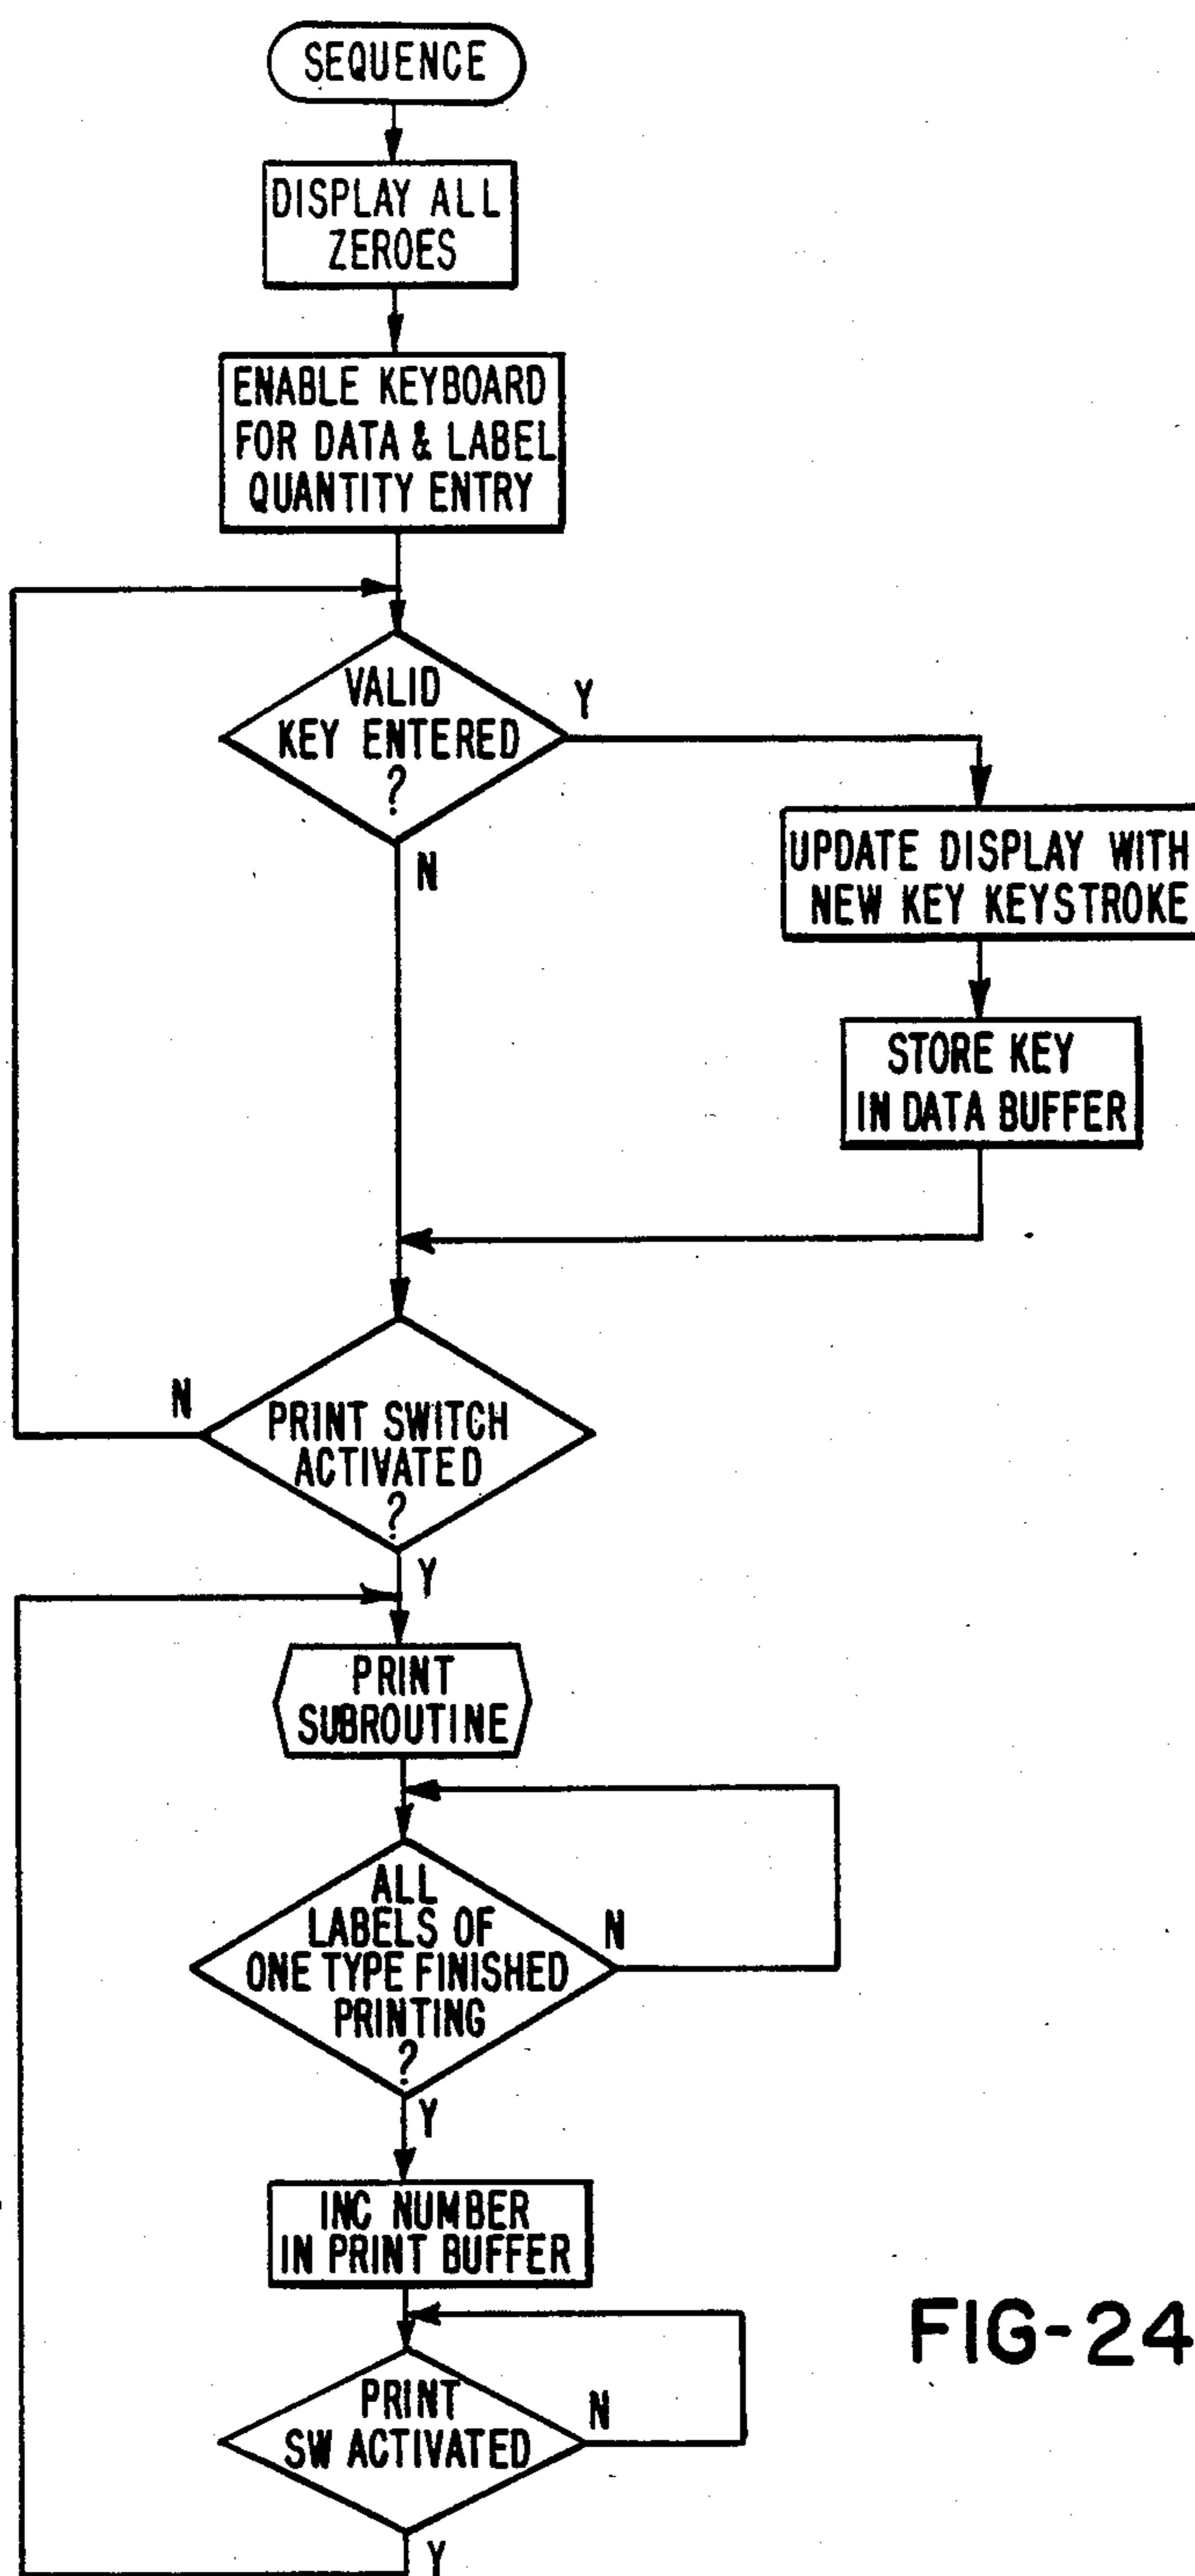 SEQUENCE
DISPLAY ALL
ZEROES
ENABLE KEYBOARD
FOR DATA & LABEL
QUANTITY ENTRY
VALID
KEY ENTERED
?
Y
N
UPDATE DISPLAY WITH
NEW KEY KEYSTROKE
STORE KEY
IN DATA BUFFER
PRINT SWITCH
ACTIVATED
?
N
Y
PRINT
SUBROUTINE
ALL
LABELS OF
ONE TYPE FINISHED
PRINTING
?
N
Y
INC NUMBER
IN PRINT BUFFER
PRINT
SW ACTIVATED
N
Y
FIG-24